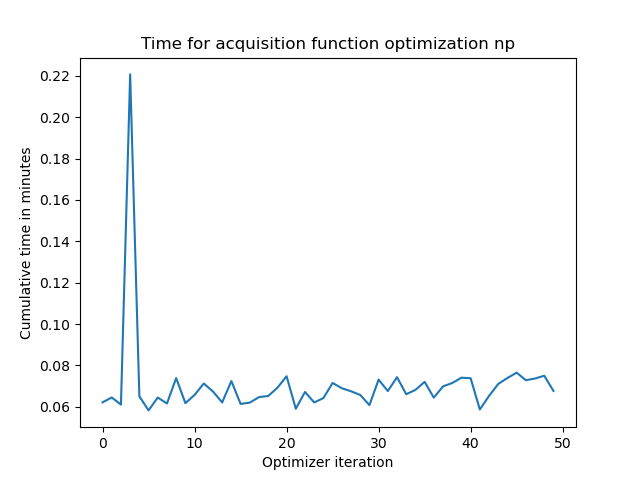 Time for acquisition function optimization np
Cumulative time in minutes
0.22
0.20
0.18
0.16
0.14
0.12
0.10
0.08
0.06
0 10 20 30 40 50
Optimizer iteration